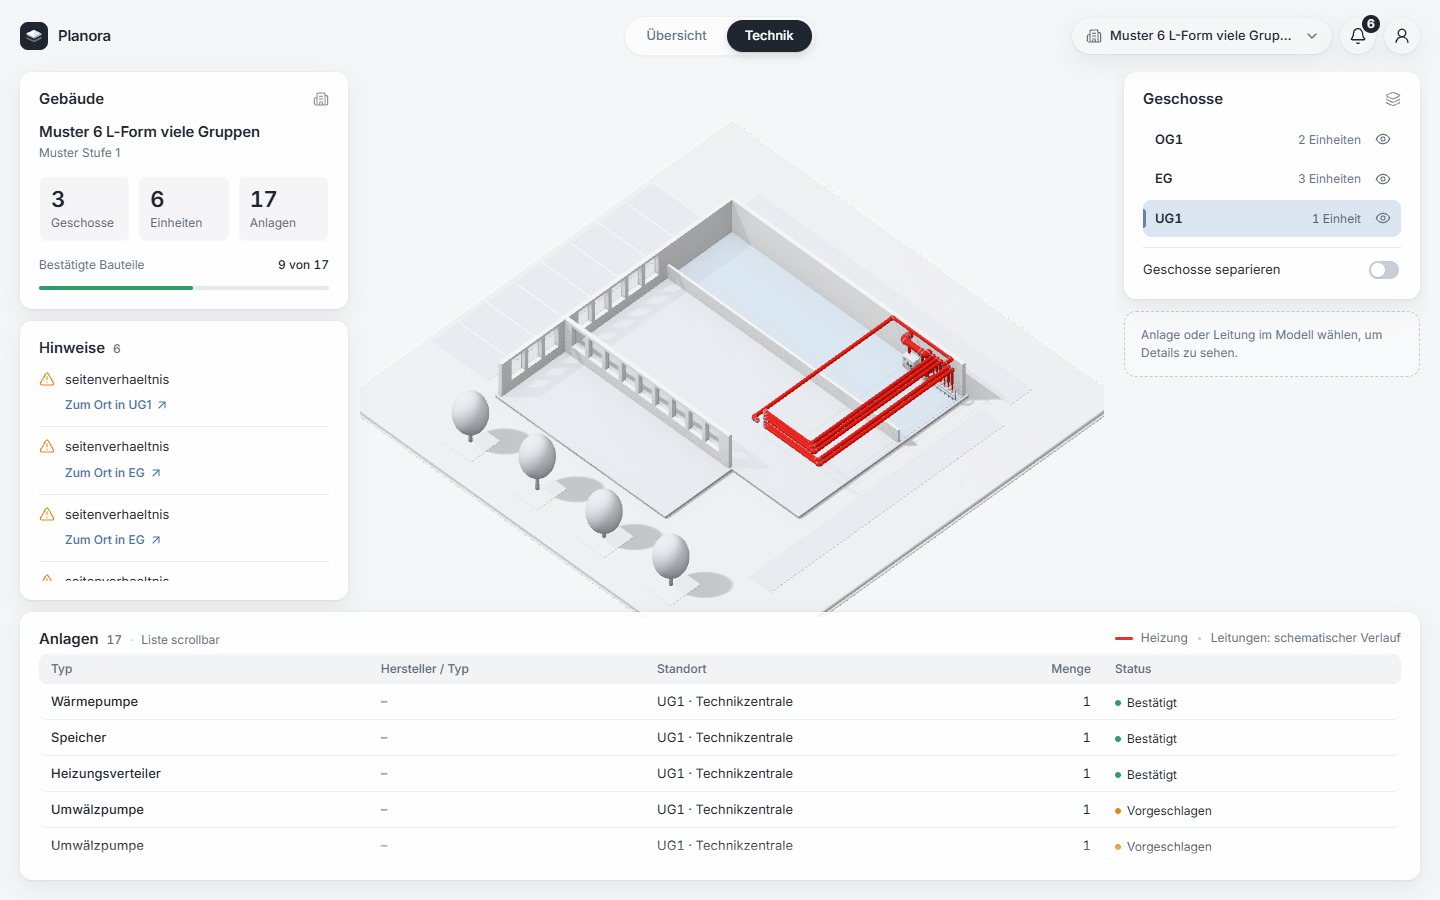 Planora
Übersicht
Technik
Muster 6 L-Form viele Grup...
6
Gebäude
Muster 6 L-Form viele Gruppen
Muster Stufe 1
3
Geschosse
6
Einheiten
17
Anlagen
Bestätigte Bauteile
9 von 17
Hinweise 6
seitenverhaeltnis
Zum Ort in UG1
seitenverhaeltnis
Zum Ort in EG
seitenverhaeltnis
Zum Ort in EG
seitenverhaeltnis
Geschosse
OG1 2 Einheiten
EG 3 Einheiten
UG1 1 Einheit
Geschosse separieren
Anlage oder Leitung im Modell wählen, um
Details zu sehen.
Anlagen 17 · Liste scrollbar
Heizung · Leitungen: schematischer Verlauf
Typ Hersteller / Typ Standort Menge Status
Wärmepumpe – UG1 · Technikzentrale 1 Bestätigt
Speicher – UG1 · Technikzentrale 1 Bestätigt
Heizungsverteiler – UG1 · Technikzentrale 1 Bestätigt
Umwälzpumpe – UG1 · Technikzentrale 1 Vorgeschlagen
Umwälzpumpe – UG1 · Technikzentrale 1 Vorgeschlagen